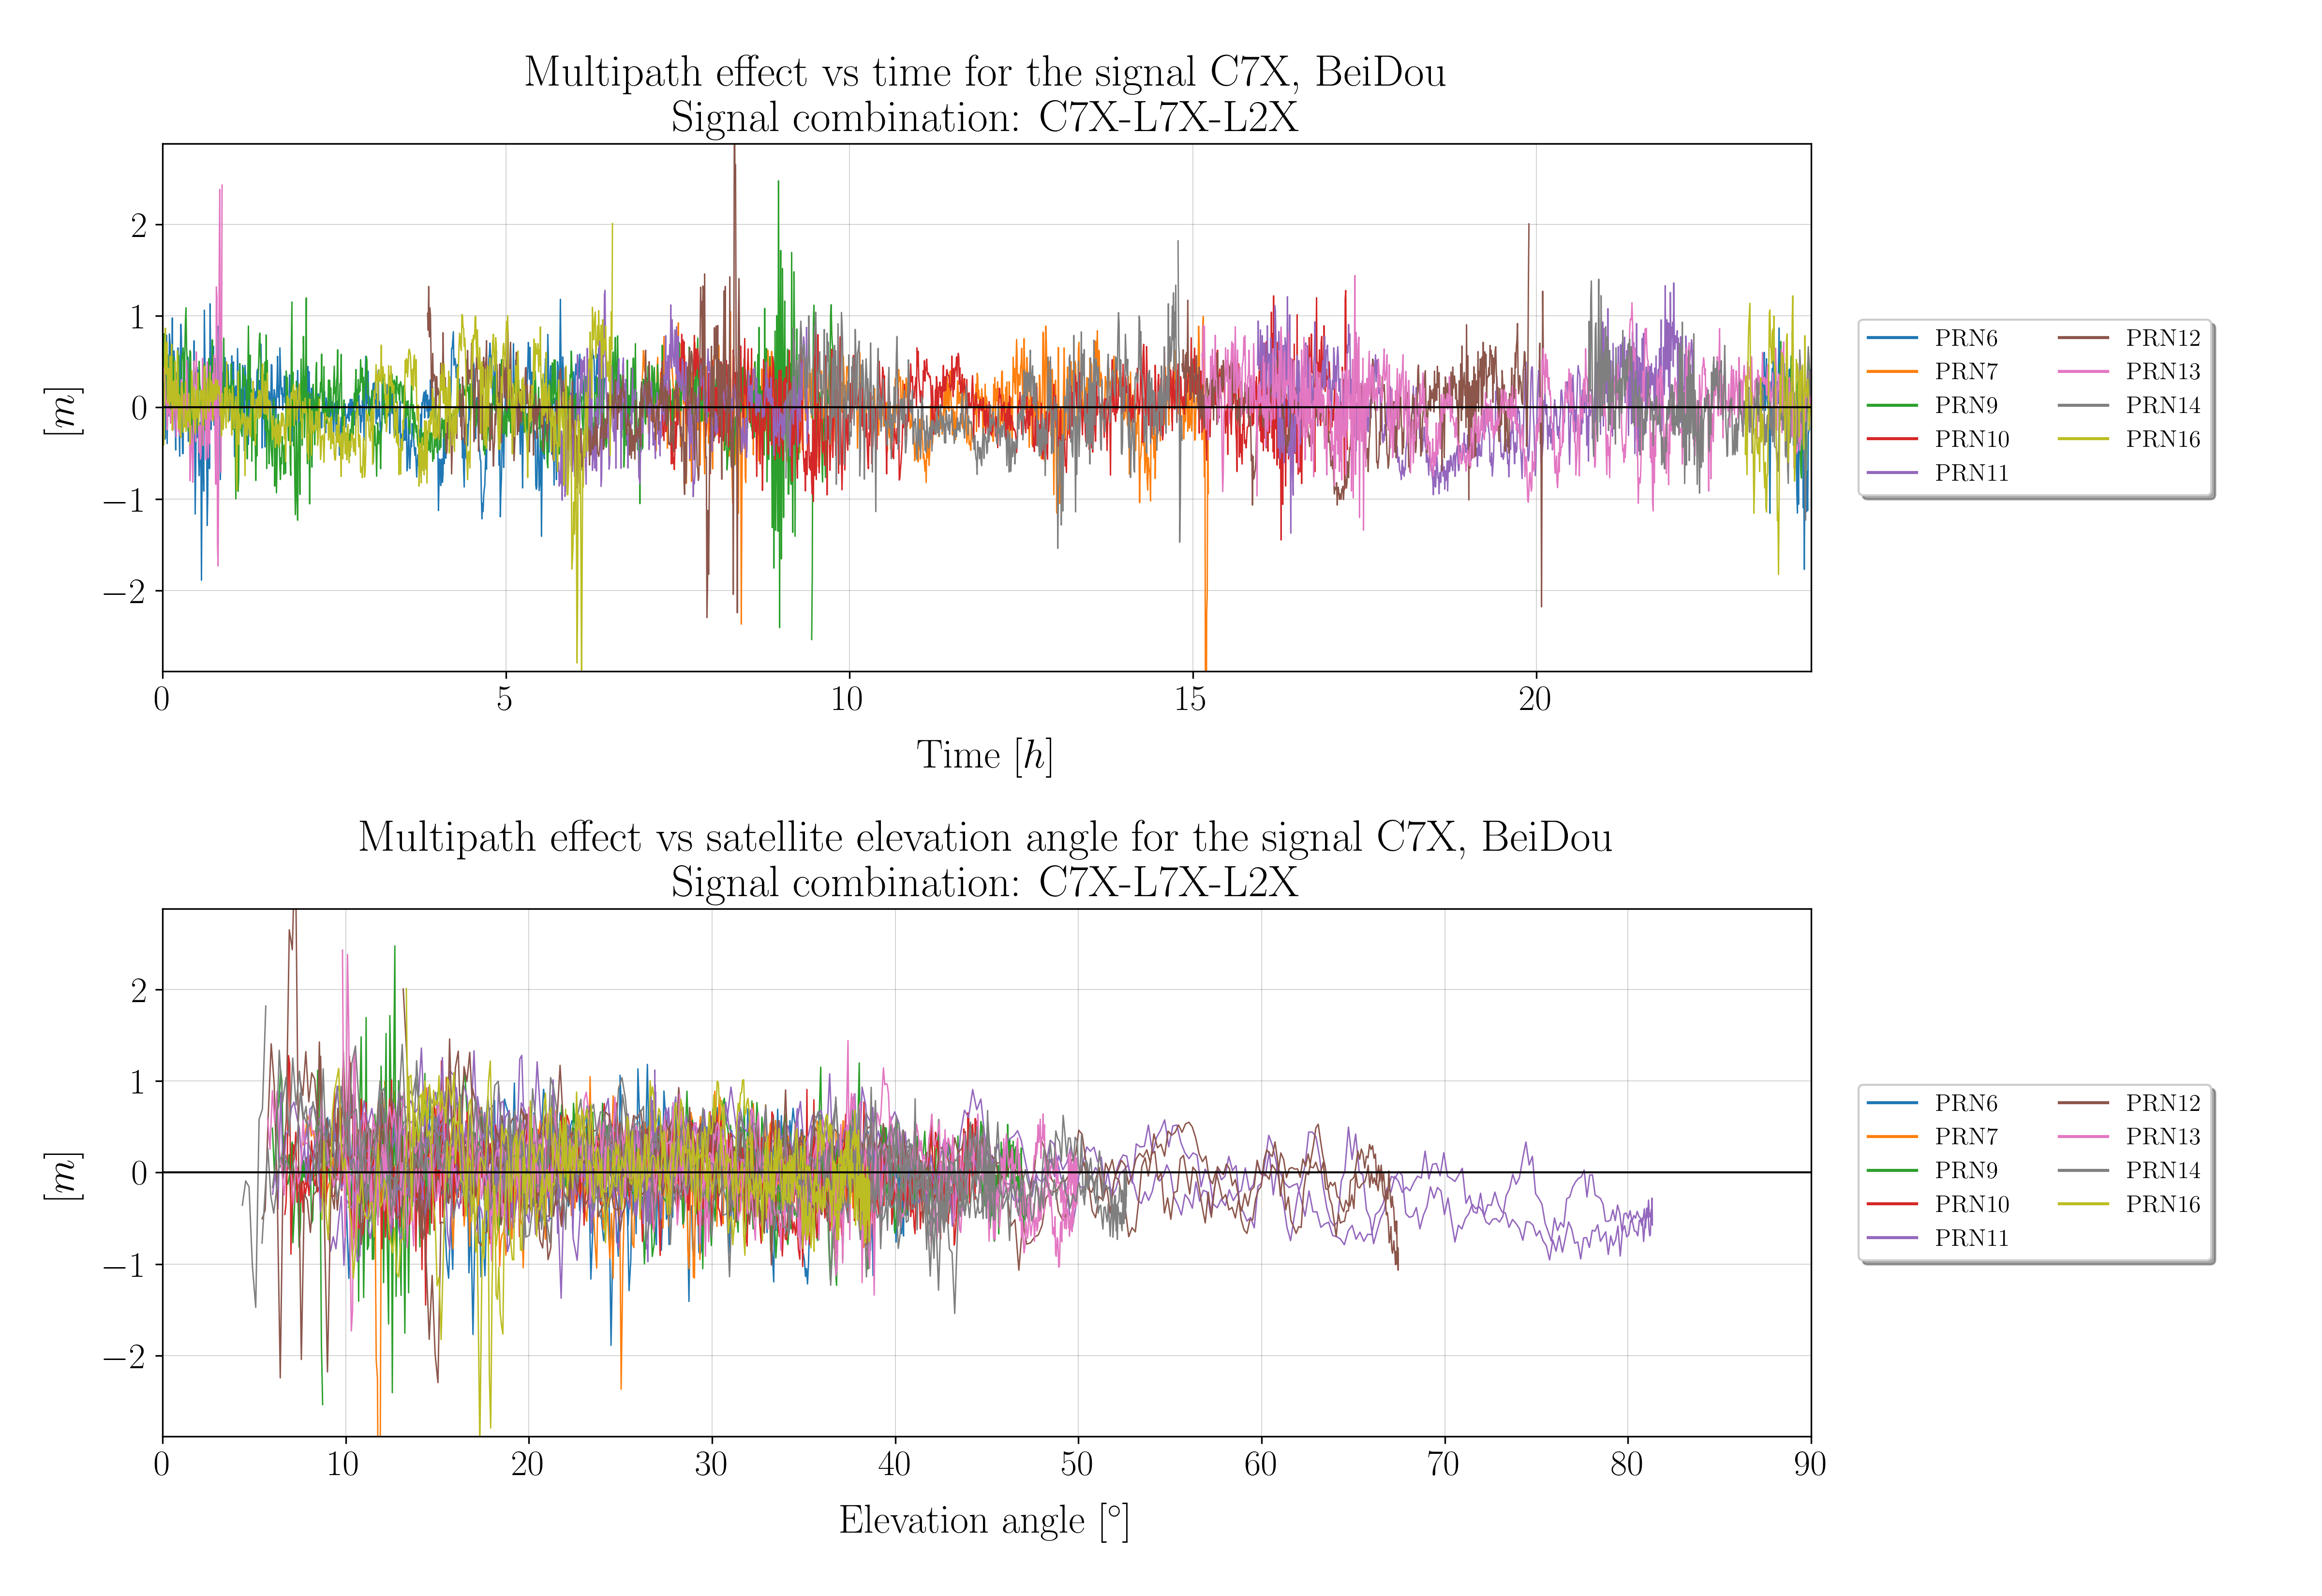 Multipath effect vs time for the signal C7X, BeiDou
Signal combination: C7X-L7X-L2X
[m]
2
1
0
−1
−2
0 5 10 15 20
Time [h]
PRN6 PRN12
PRN7 PRN13
PRN9 PRN14
PRN10 PRN16
PRN11
Multipath effect vs satellite elevation angle for the signal C7X, BeiDou
Signal combination: C7X-L7X-L2X
[m]
2
1
0
−1
−2
0 10 20 30 40 50 60 70 80 90
Elevation angle [°]
PRN6 PRN12
PRN7 PRN13
PRN9 PRN14
PRN10 PRN16
PRN11